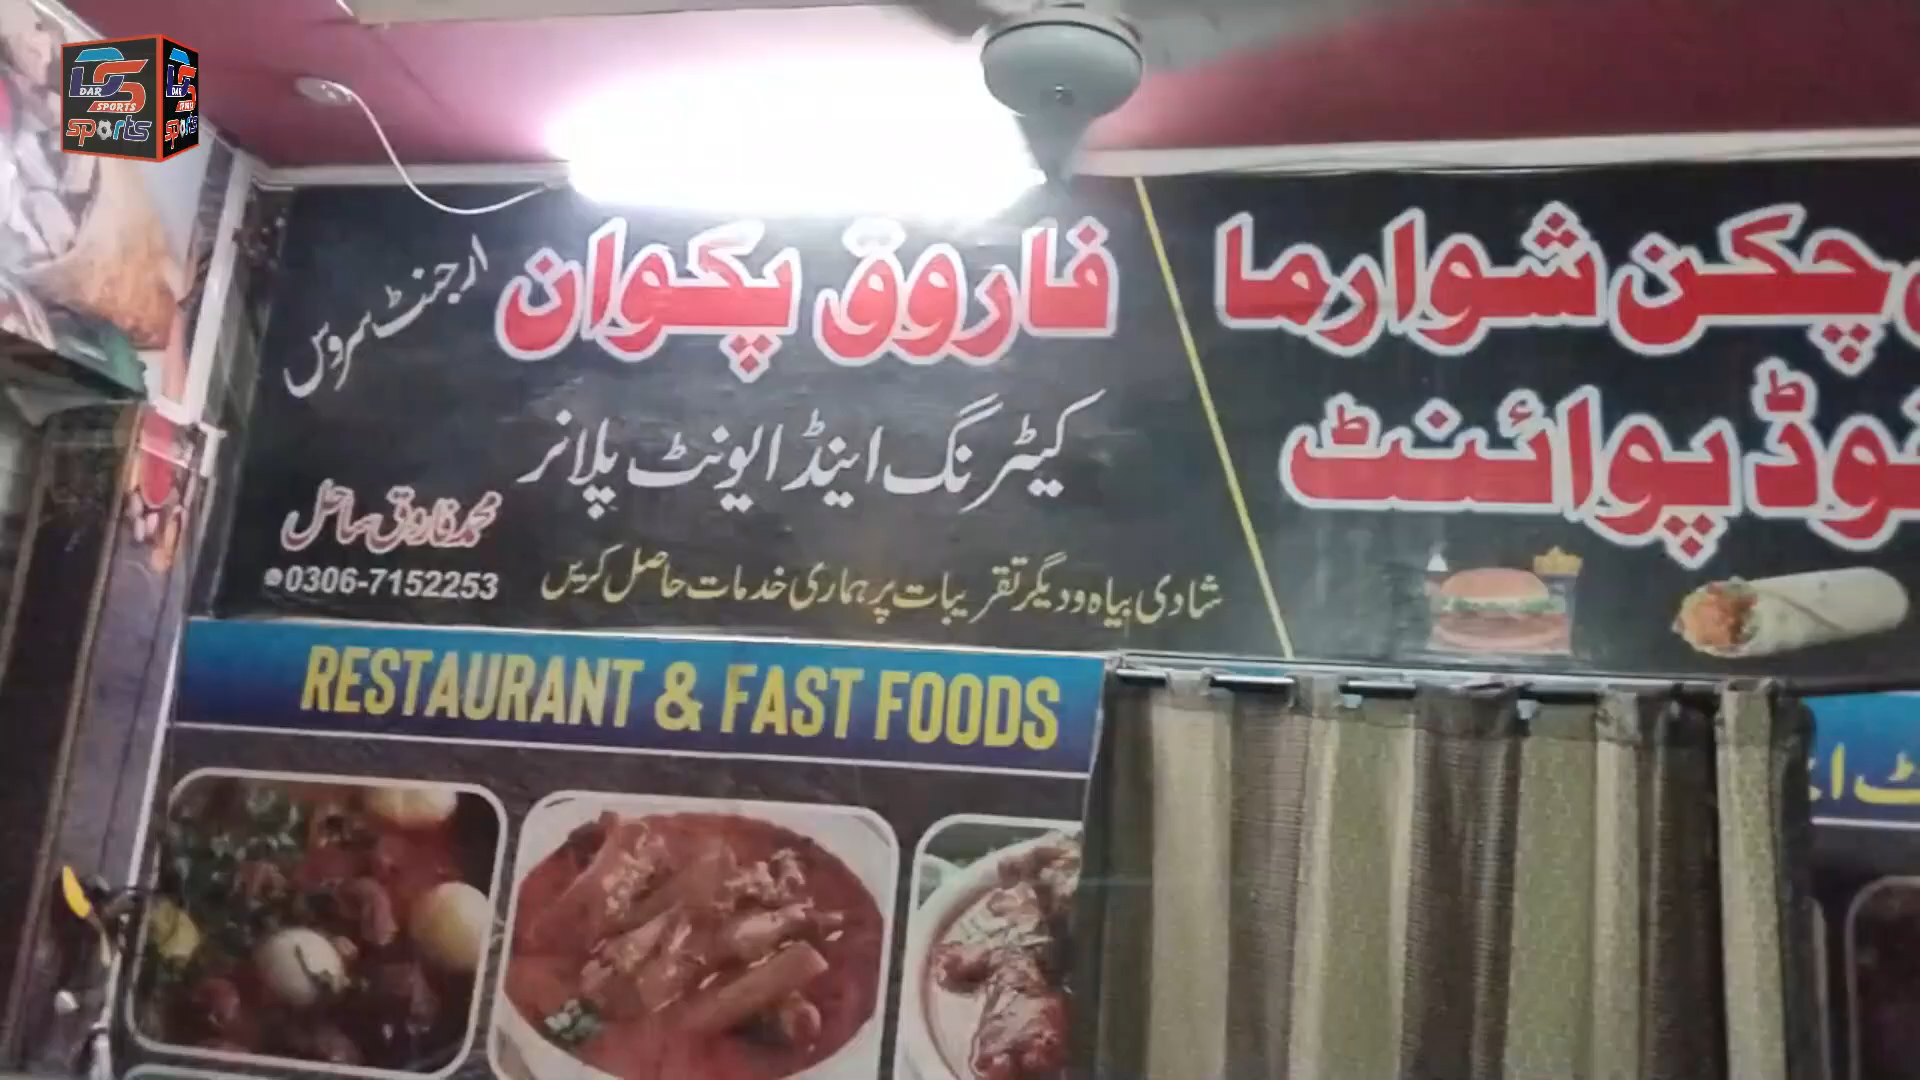 DAR
SPORTS
sports
ارجنٹ سروس
فاروق پکوان
کیٹرنگ اینڈ ایونٹ پلانر
محمد فاروق ساحل
0306-7152253
شادی بیاہ و دیگر تقریبات پر ہماری خدمات حاصل کریں
چکن شوارما
فوڈ پوائنٹ
RESTAURANT & FAST FOODS